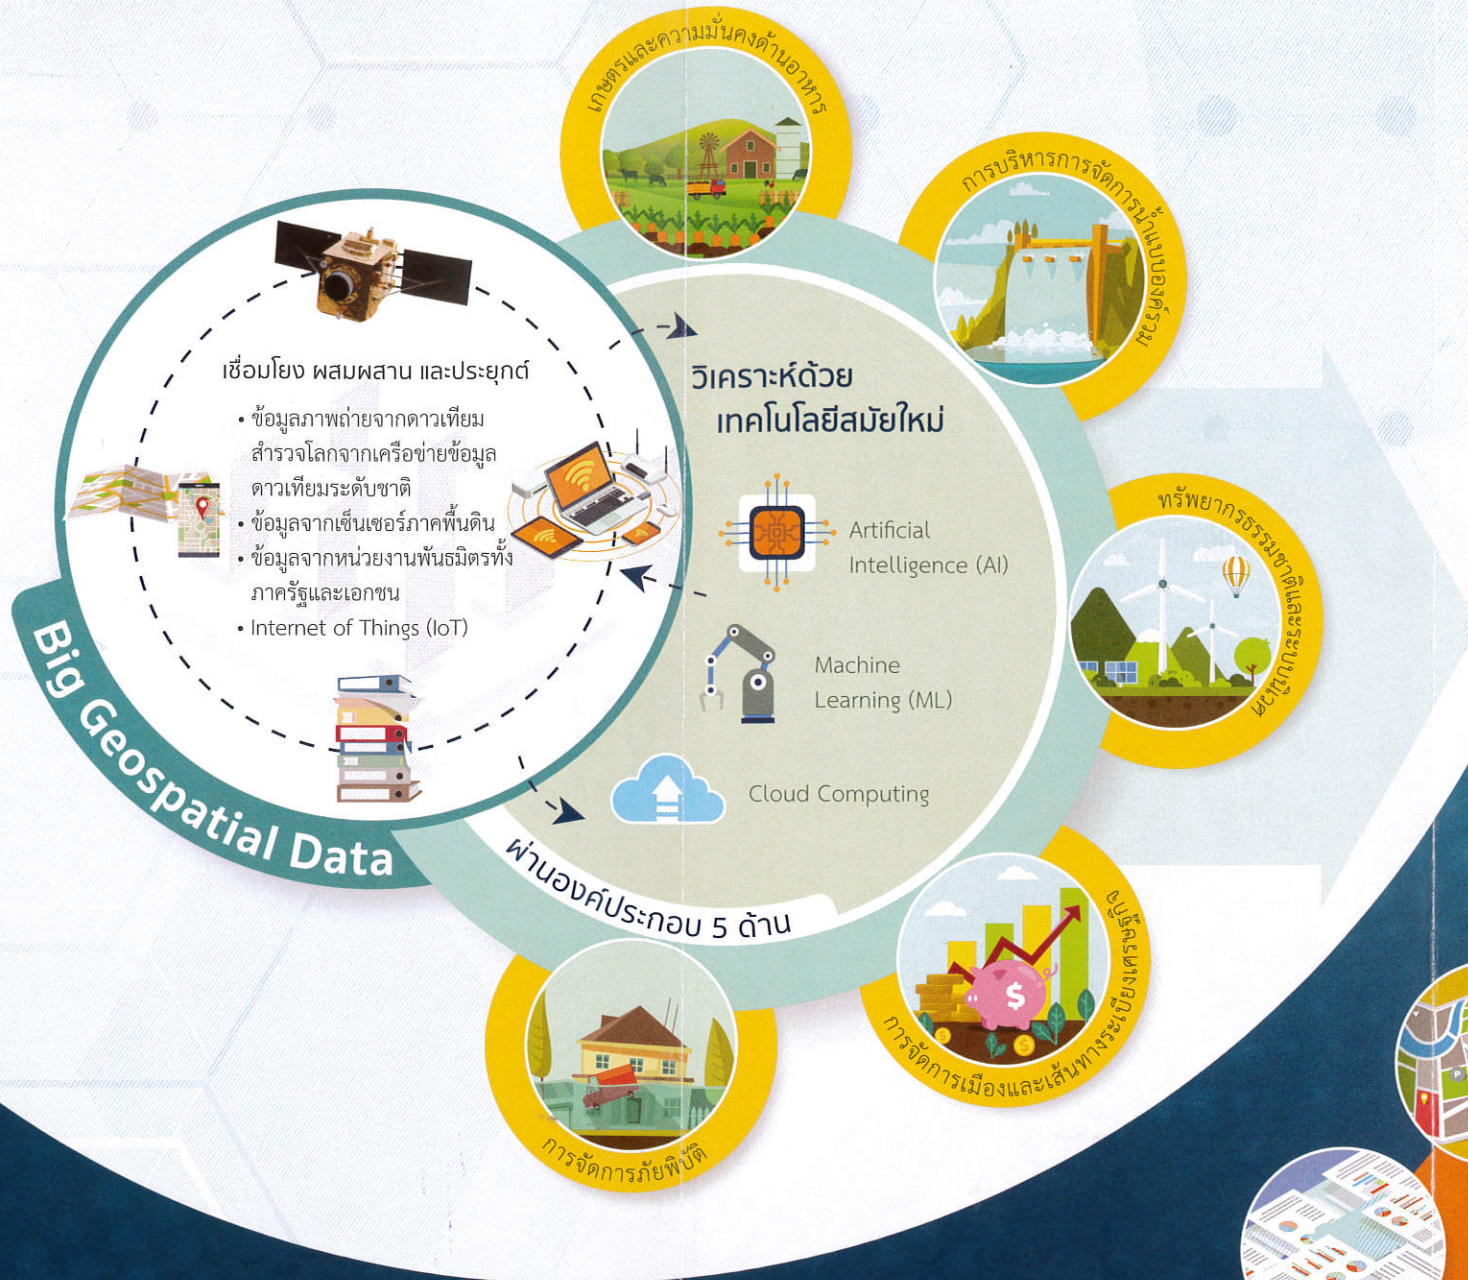 เกษตรและความมั่นคงด้านอาหาร
การบริหารการจัดการน้ำแบบองค์รวม
เชื่อมโยง ผสมผสาน และประยุกต์
• ข้อมูลภาพถ่ายจากดาวเทียม
สำรวจโลกจากเครือข่ายข้อมูล
ดาวเทียมระดับชาติ
• ข้อมูลจากเซ็นเซอร์ภาคพื้นดิน
• ข้อมูลจากหน่วยงานพันธมิตรทั้ง
ภาครัฐและเอกชน
• Internet of Things (IoT)
Big Geospatial Data
วิเคราะห์ด้วย
เทคโนโลยีสมัยใหม่
Artificial
Intelligence (AI)
Machine
Learning (ML)
Cloud Computing
ผ่านองค์ประกอบ 5 ด้าน
ทรัพยากรธรรมชาติและระบบนิเวศ
การจัดการเมืองและเส้นทางระเบียงเศรษฐกิจ
$
$
$
การจัดการภัยพิบัติ
P